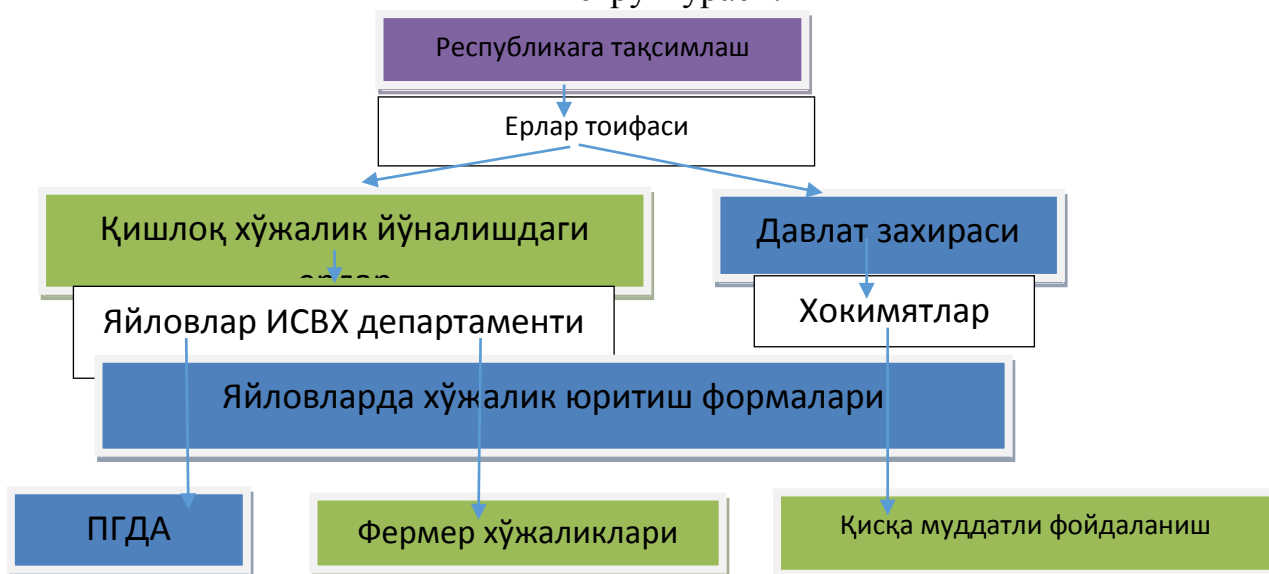 Республикага тақсимлаш
Ерлар тоифаси
Қишлоқ хўжалик йўналишдаги
Давлат захираси
Яйловлар ИСВХ департаменти
Хокимятлар
Яйловларда хўжалик юритиш формалари
ПГДА
Фермер хўжаликлари
Қисқа муддатли фойдаланиш